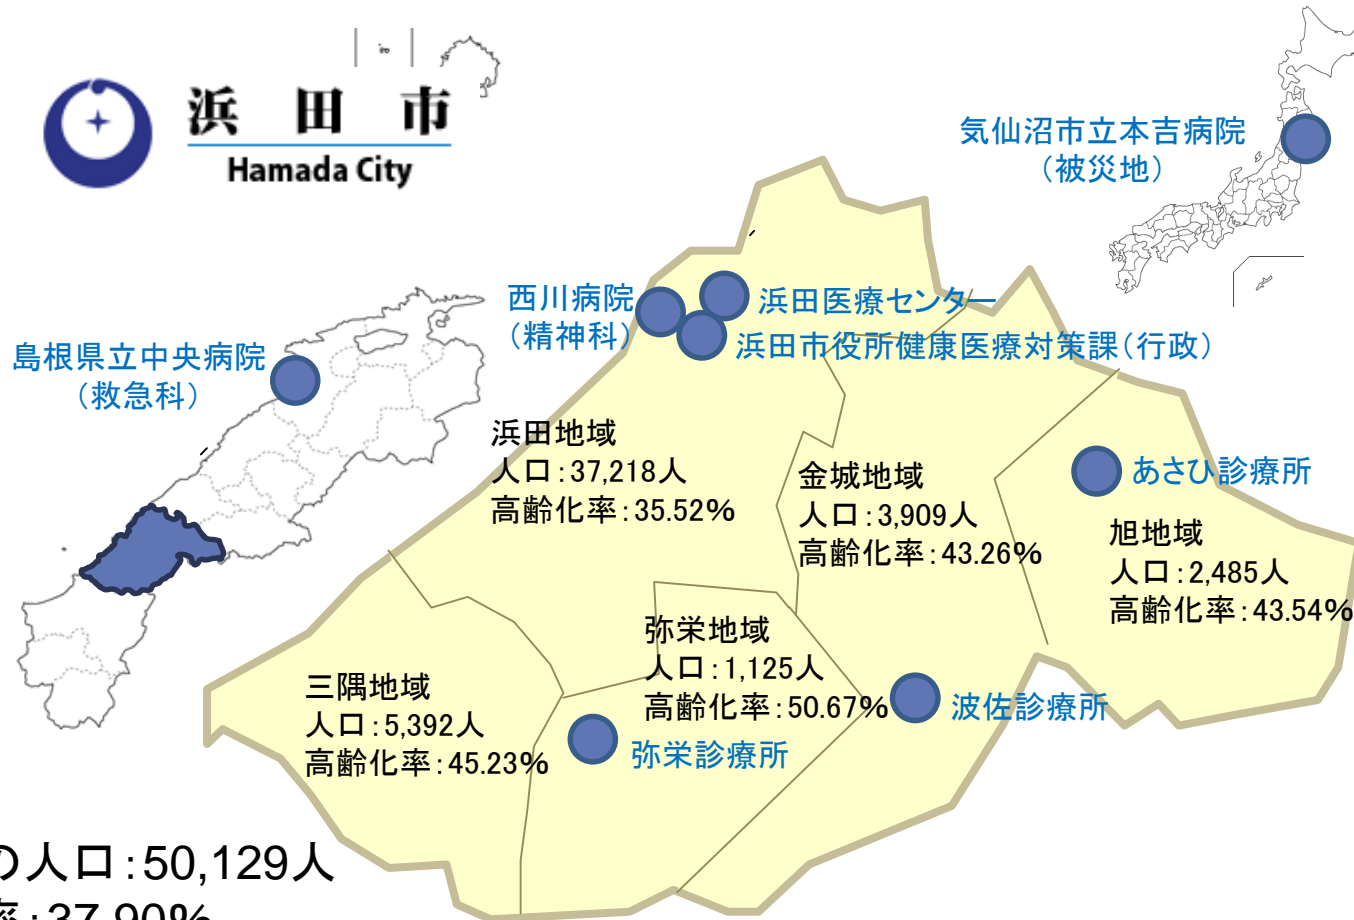 浜田市
Hamada City
気仙沼市立本吉病院
（被災地）
西川病院
（精神科）
浜田医療センター
浜田市役所健康医療対策課（行政）
島根県立中央病院
（救急科）
浜田地域
人口：37,218人
高齢化率：35.52%
金城地域
人口：3,909人
高齢化率：43.26%
あさひ診療所
旭地域
人口：2,485人
高齢化率：43.54%
弥栄地域
人口：1,125人
高齢化率：50.67%
三隅地域
人口：5,392人
高齢化率：45.23%
波佐診療所
弥栄診療所
の人口：50,129人
率：37.90%